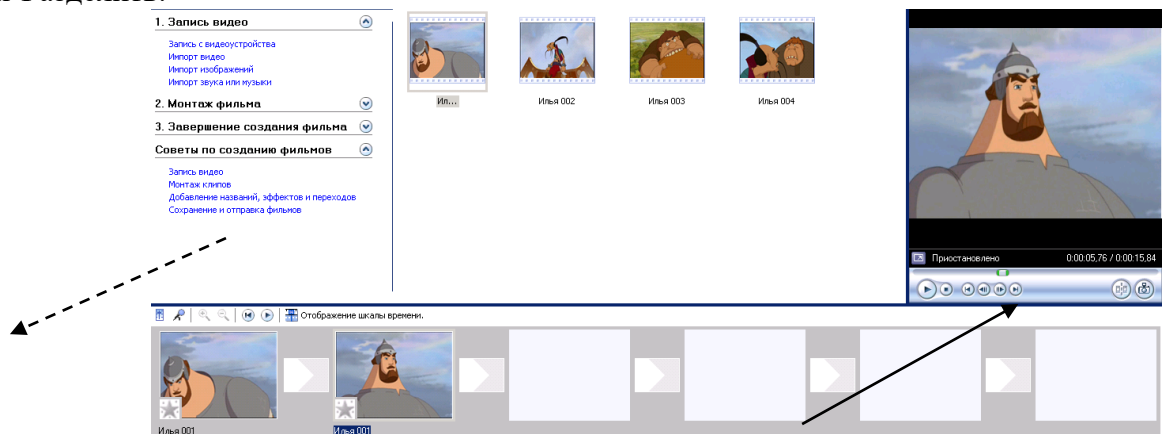 1. Запись видео
Запись с видеоустройства
Импорт видео
Импорт изображений
Импорт звука или музыки
2. Монтаж фильма
3. Завершение создания фильма
Советы по созданию фильмов
Запись видео
Монтаж клипов
Добавление названий, эффектов и переходов
Сохранение и отправка фильмов
Ил...
Илья 002
Илья 003
Илья 004
Приостановлено
0:00:05,76 / 0:00:15,84
Отображение шкалы времени.
Илья 001
Илья 001